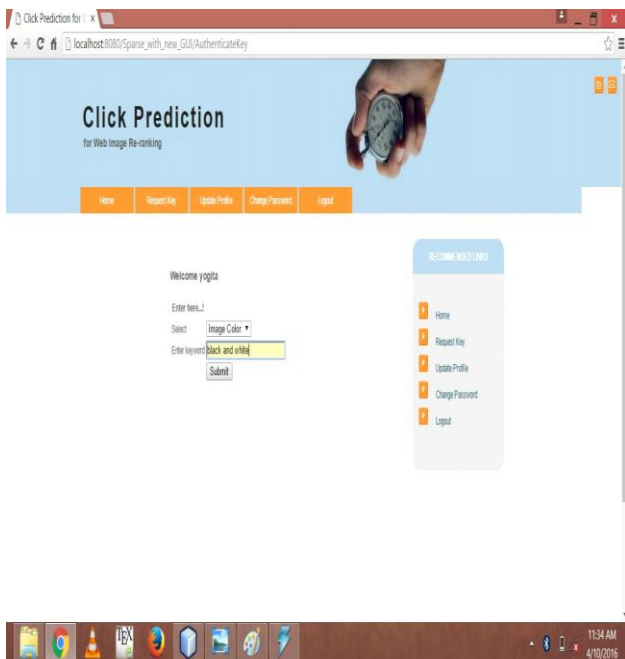 Click Prediction for W
localhost:8080/Sparse_with_new_GUI/AuthenticateKey
Click Prediction
for Web Image Re-ranking
Home Request Key Update Profile Change Password Logout
RECOMMENDED LINKS
Welcome yogita
Enter here...!
Select Image Color
Enter keyword black and white
Submit
Home
Request Key
Update Profile
Change Password
Logout
TEX
11:34 AM
4/10/2016